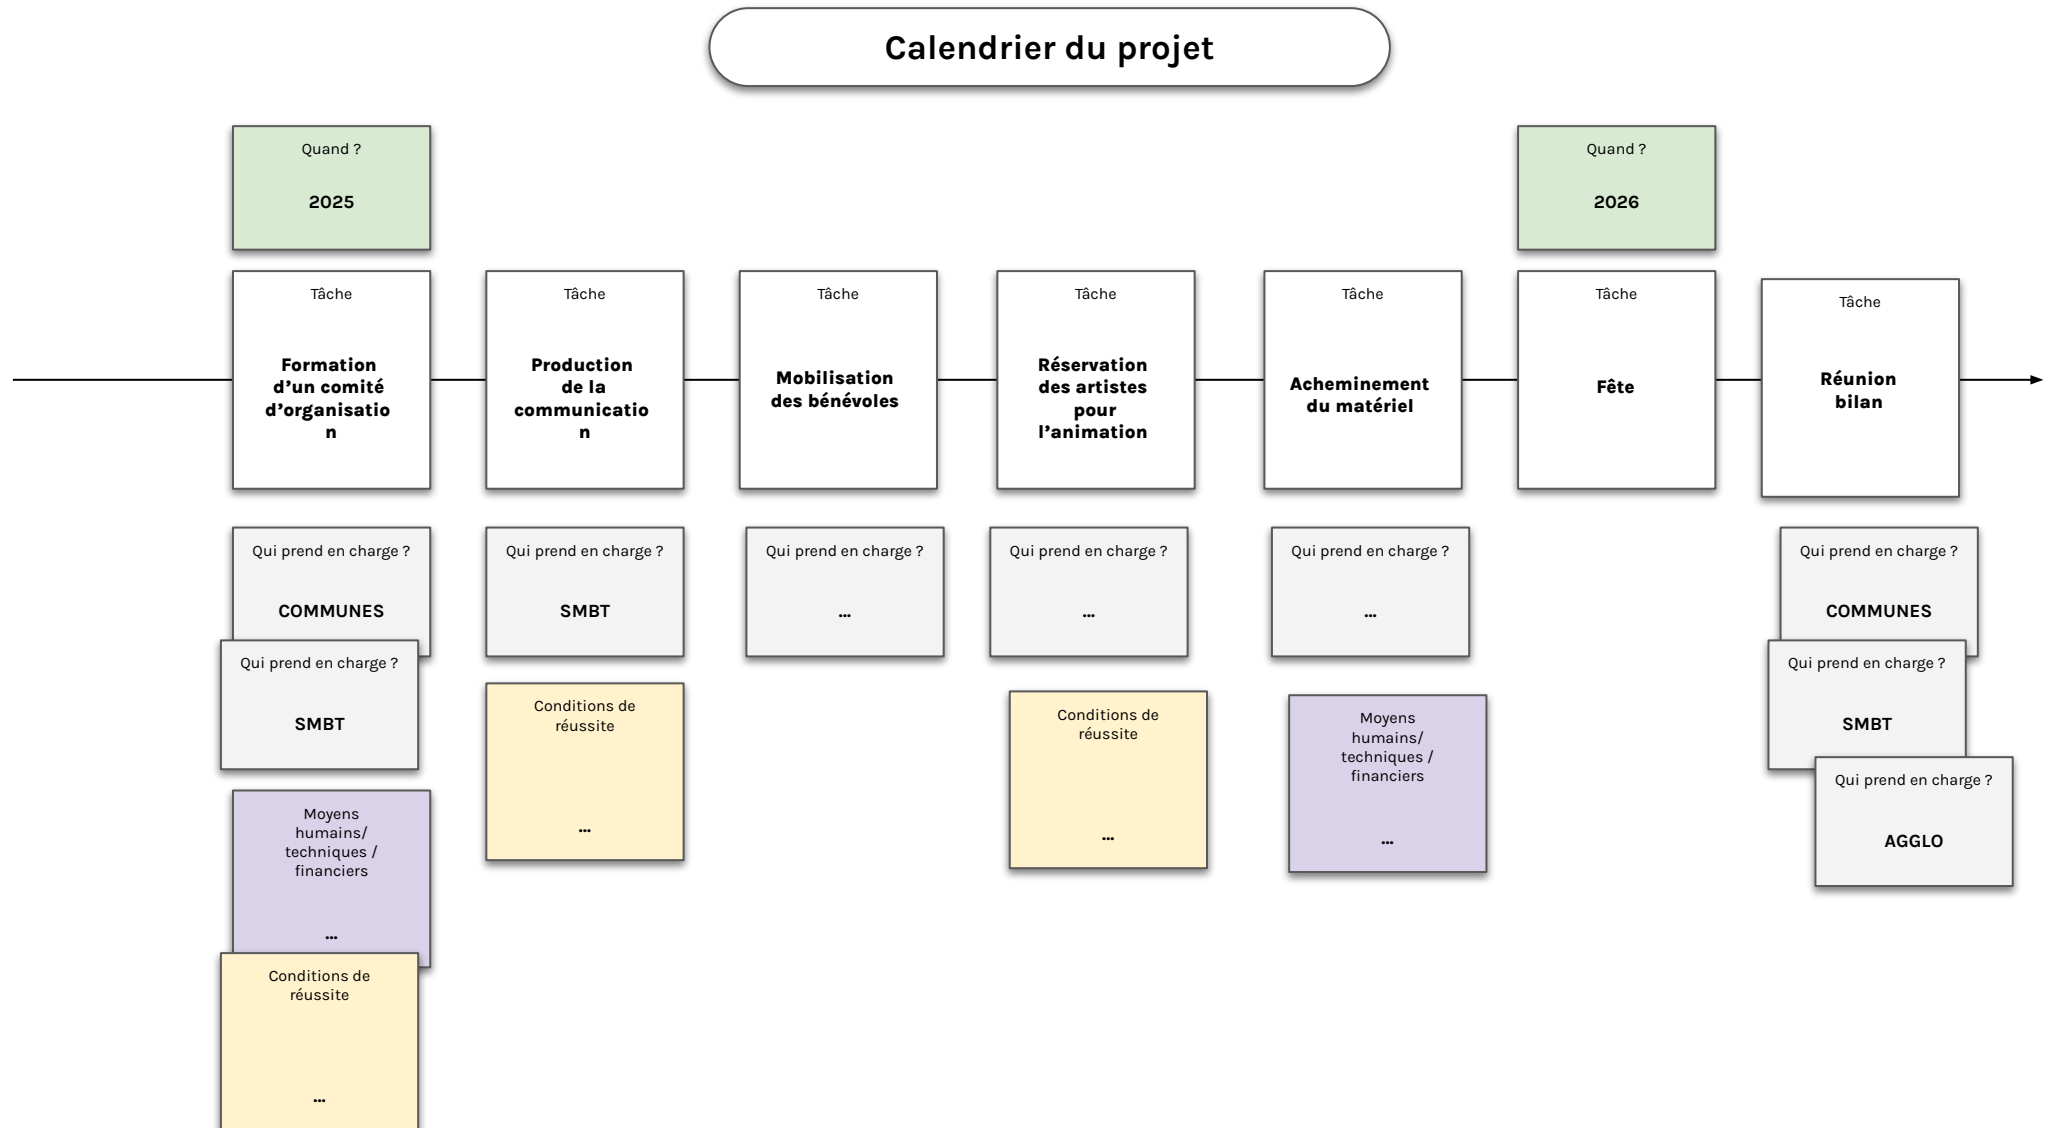 Calendrier du projet
Quand ?
2025
Quand ?
2026
Tâche
Formation
d’un comité
d’organisatio
n
Tâche
Production
de la
communicatio
n
Tâche
Mobilisation
des bénévoles
Tâche
Réservation
des artistes
pour
l’animation
Tâche
Acheminement
du matériel
Tâche
Fête
Tâche
Réunion
bilan
Qui prend en charge ?
COMMUNES
Qui prend en charge ?
SMBT
Moyens
humains/
techniques /
financiers
...
Conditions de
réussite
...
Qui prend en charge ?
SMBT
Conditions de
réussite
...
Qui prend en charge ?
...
Qui prend en charge ?
...
Conditions de
réussite
...
Qui prend en charge ?
...
Moyens
humains/
techniques /
financiers
...
Qui prend en charge ?
COMMUNES
Qui prend en charge ?
SMBT
Qui prend en charge ?
AGGLO